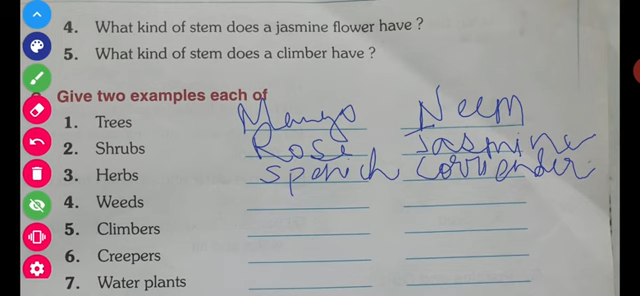 4. What kind of stem does a jasmine flower have ?
5. What kind of stem does a climber have ?
Give two examples each of
1. Trees Mango Neem
2. Shrubs Rose Jasmine
3. Herbs Spenich Corriender
4. Weeds
5. Climbers
6. Creepers
7. Water plants